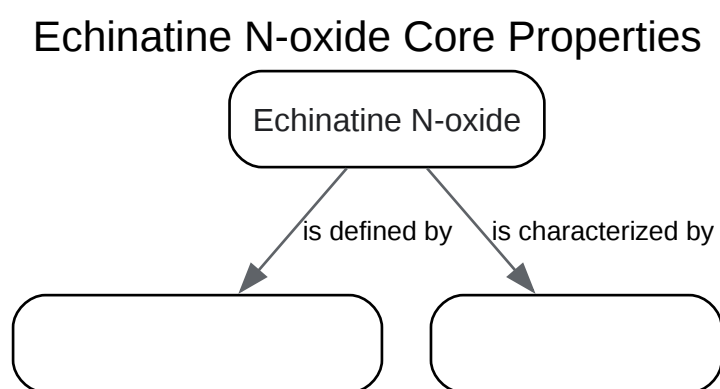 Echinatine N-oxide Core Properties
Echinatine N-oxide
is defined by
is characterized by